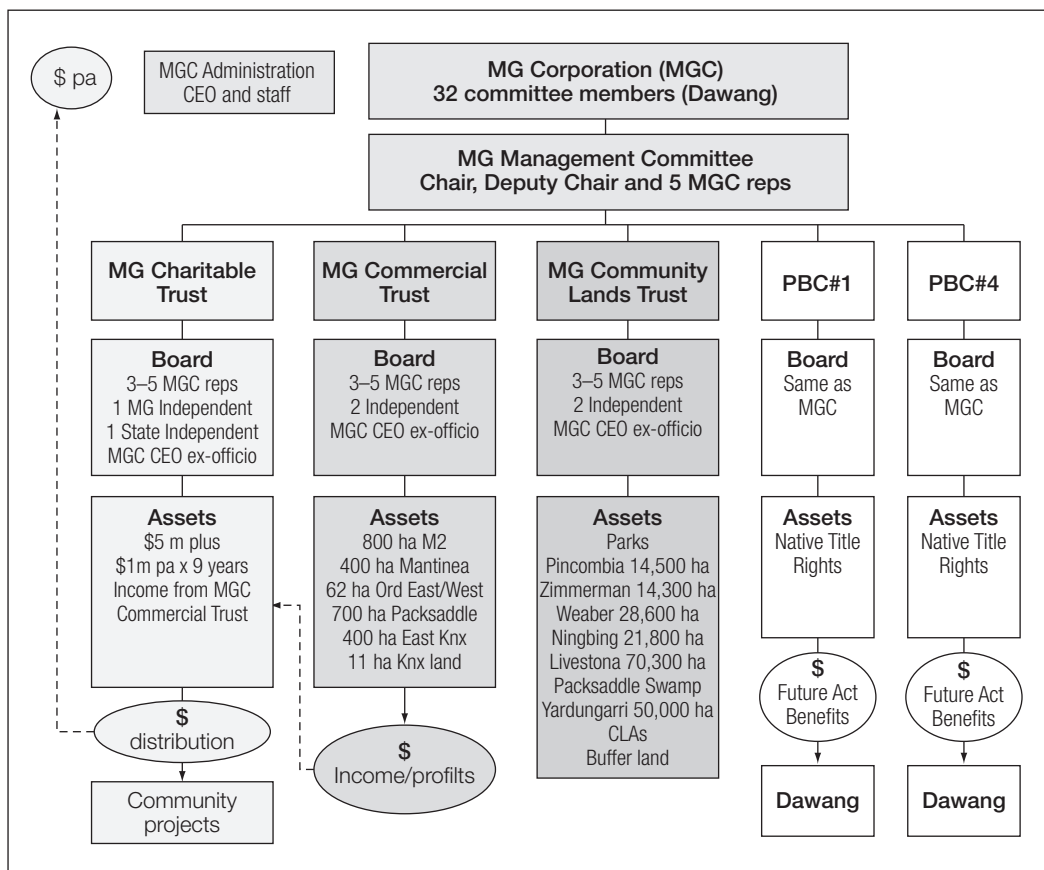 $ pa
MGC Administration
CEO and staff
MG Corporation (MGC)
32 committee members (Dawang)
MG Management Committee
Chair, Deputy Chair and 5 MGC reps
MG Charitable
Trust
Board
3–5 MGC reps
1 MG Independent
1 State Independent
MGC CEO ex-officio
Assets
$5 m plus
$1m pa x 9 years
Income from MGC
Commercial Trust
$
distribution
Community
projects
MG Commercial
Trust
Board
3–5 MGC reps
2 Independent
MGC CEO ex-officio
Assets
800 ha M2
400 ha Mantinea
62 ha Ord East/West
700 ha Packsaddle
400 ha East Knx
11 ha Knx land
$
Income/profilts
MG Community
Lands Trust
Board
3–5 MGC reps
2 Independent
MGC CEO ex-officio
Assets
Parks
Pincombia 14,500 ha
Zimmerman 14,300 ha
Weaber 28,600 ha
Ningbing 21,800 ha
Livestona 70,300 ha
Packsaddle Swamp
Yardungarri 50,000 ha
CLAs
Buffer land
PBC#1
Board
Same as
MGC
Assets
Native Title
Rights
$
Future Act
Benefits
Dawang
PBC#4
Board
Same as
MGC
Assets
Native Title
Rights
$
Future Act
Benefits
Dawang